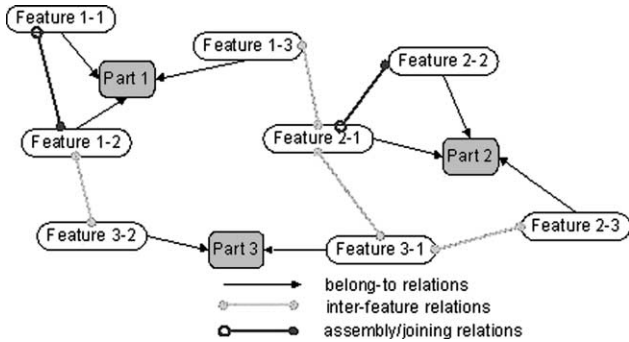 Feature 1-1
Feature 1-3
Feature 2-2
Part 1
Feature 1-2
Feature 2-1
Part 2
Feature 2-3
Feature 3-2
Part 3
Feature 3-1
belong-to relations
inter-feature relations
assembly/joining relations